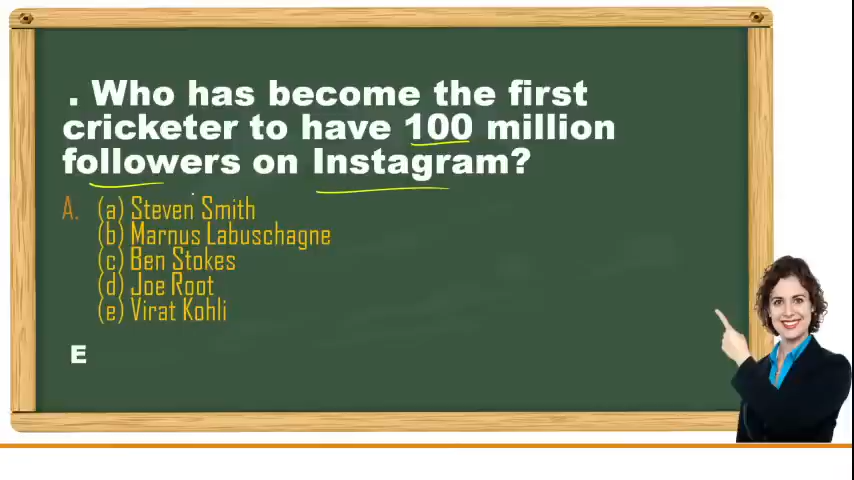 . Who has become the first
cricketer to have 100 million
followers on Instagram?
A. (a) Steven Smith
(b) Marnus Labuschagne
(c) Ben Stokes
(d) Joe Root
(e) Virat Kohli
E